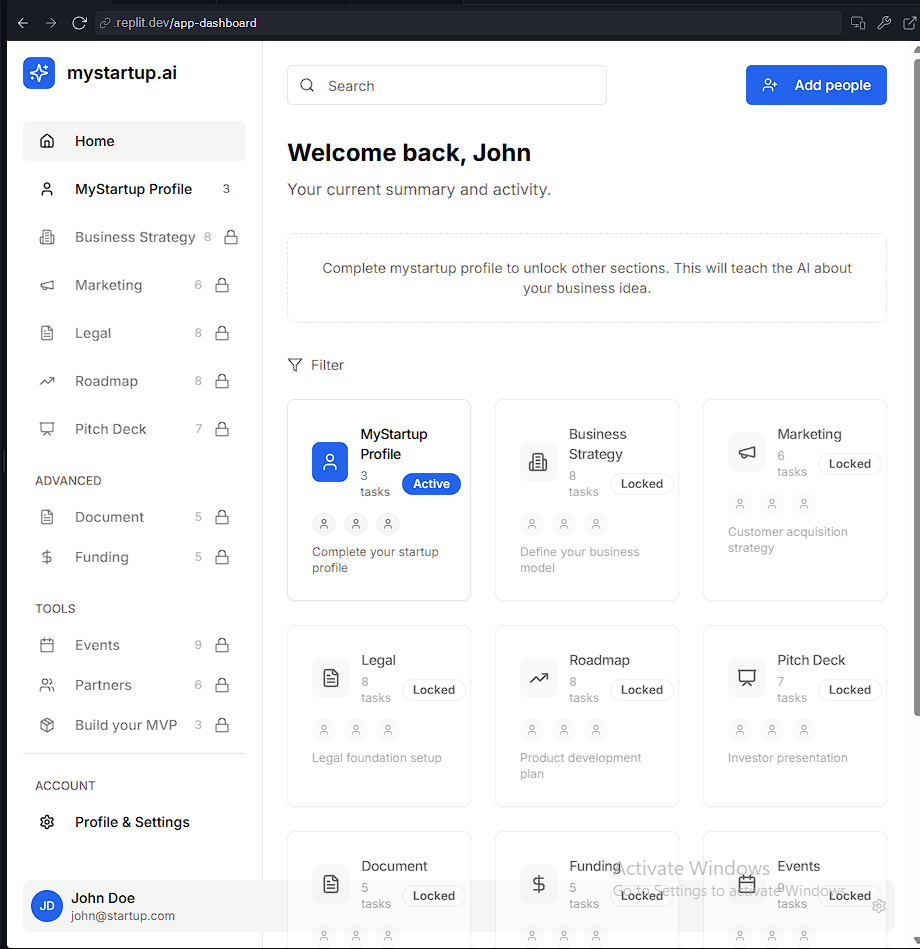 .replit.dev/app-dashboard
mystartup.ai
Search
Add people
Home
MyStartup Profile 3
Business Strategy 8
Marketing 6
Legal 8
Roadmap 8
Pitch Deck 7
ADVANCED
Document 5
Funding 5
TOOLS
Events 9
Partners 6
Build your MVP 3
ACCOUNT
Profile & Settings
JD
John Doe
john@startup.com
Welcome back, John
Your current summary and activity.
Complete mystartup profile to unlock other sections. This will teach the AI about
your business idea.
Filter
MyStartup
Profile
3
tasks
Active
Complete your startup
profile
Business
Strategy
8
tasks
Locked
Define your business
model
Marketing
6
tasks
Locked
Customer acquisition
strategy
Legal
8
tasks
Locked
Legal foundation setup
Roadmap
8
tasks
Locked
Product development
plan
Pitch Deck
7
tasks
Locked
Investor presentation
Document
5
tasks
Locked
Funding
5
tasks
Locked
Events
9
tasks
Locked
Activate Windows
Go to Settings to activate Windows.